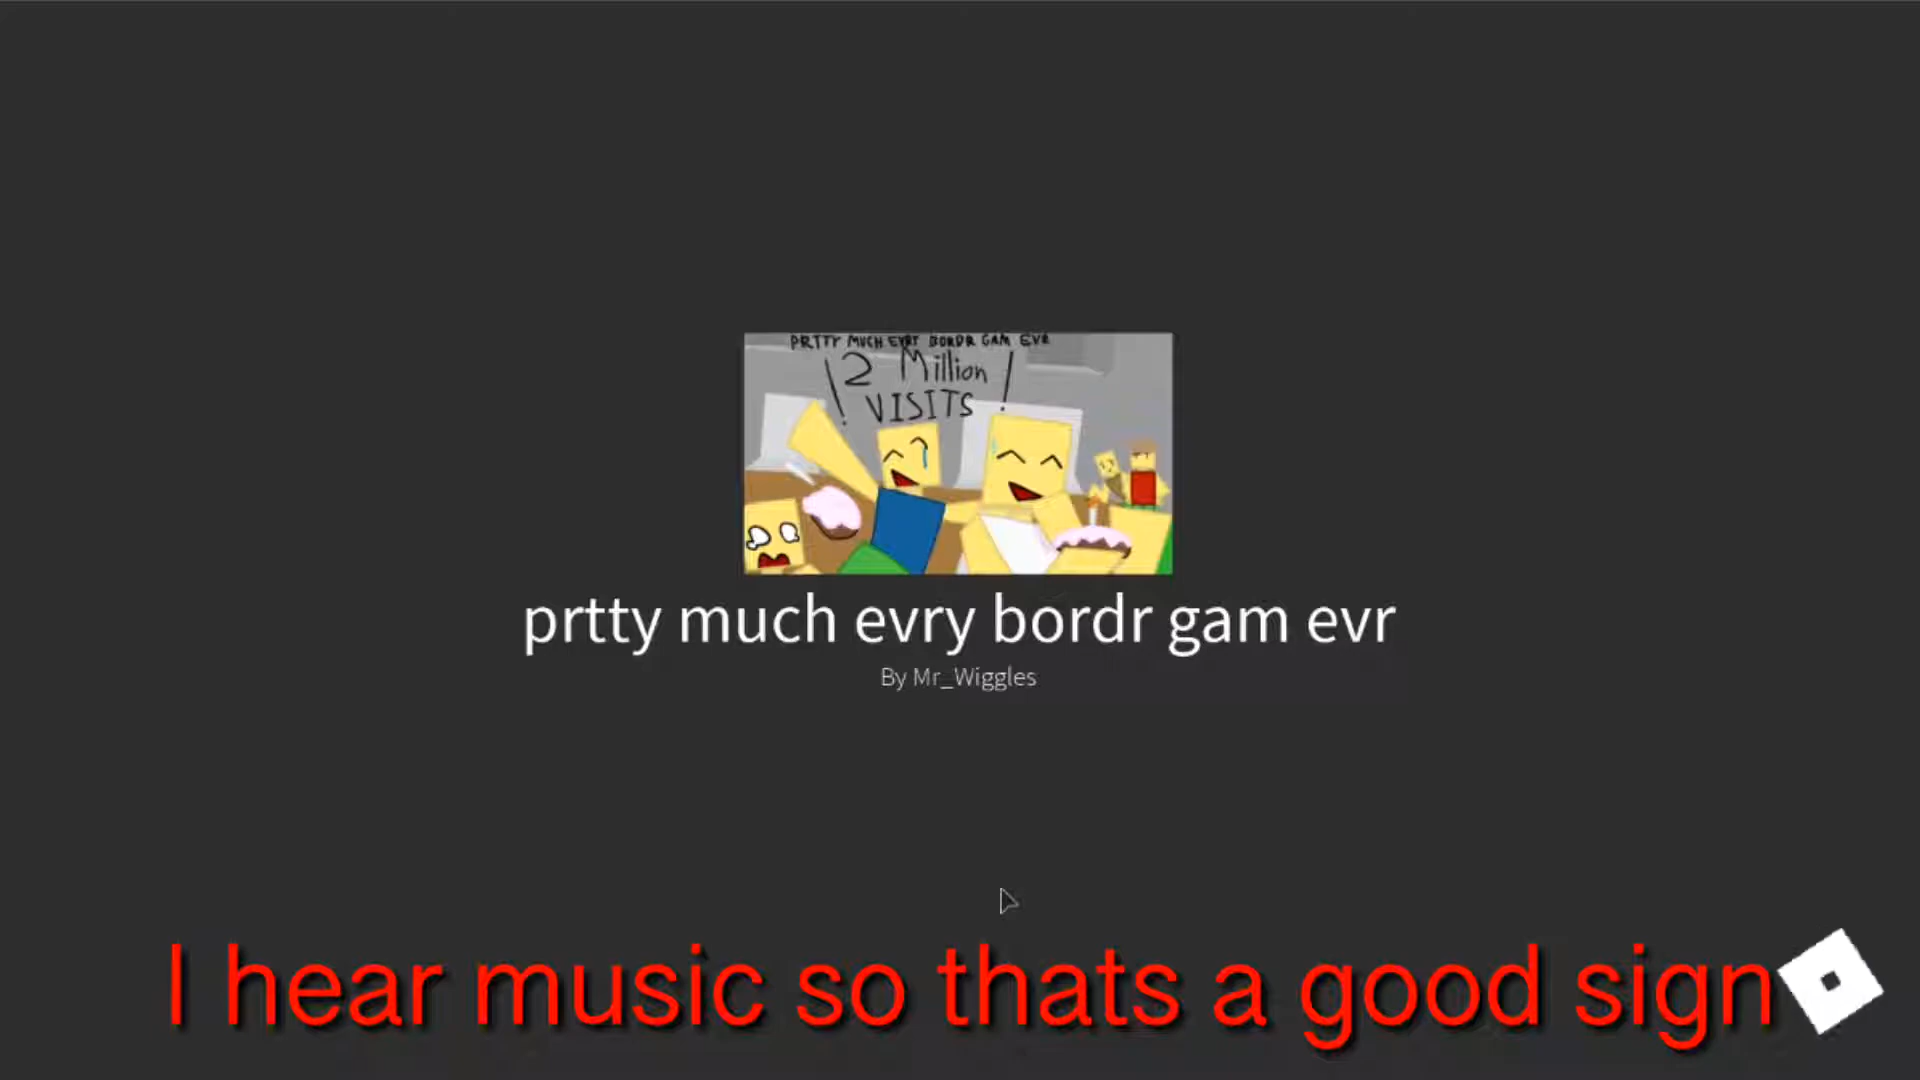 PRTTY MUCH EVRY BORDR GAM EVR
! 2 Million !
VISITS
prtty much evry bordr gam evr
By Mr_Wiggles
I hear music so thats a good sign